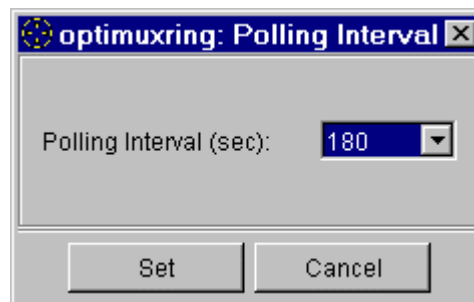 optimuxring: Polling Interval
Polling Interval (sec): 180
Set Cancel